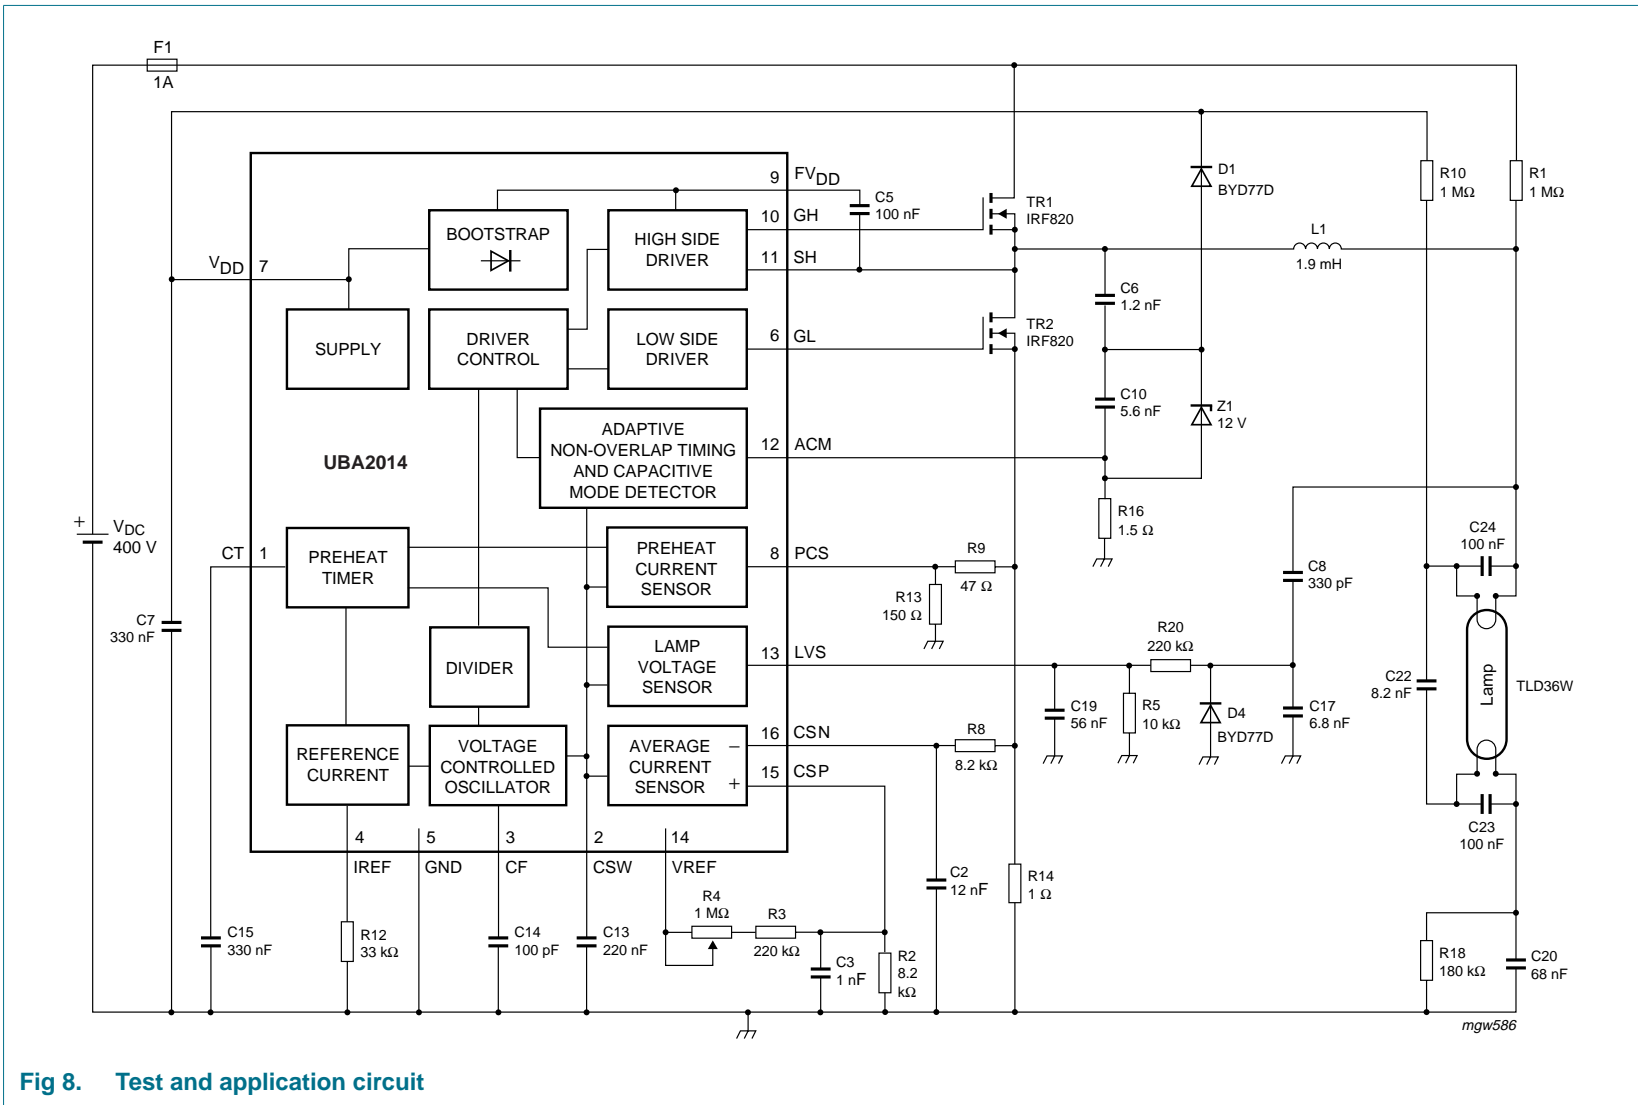 F1
1A
9 FVDD
C5
100 nF
D1
BYD77D
R10
1 MΩ
R1
1 MΩ
BOOTSTRAP
HIGH SIDE
DRIVER
10 GH
11 SH
TR1
IRF820
L1
1.9 mH
VDD 7
SUPPLY
DRIVER
CONTROL
LOW SIDE
DRIVER
6 GL
TR2
IRF820
C6
1.2 nF
C10
5.6 nF
Z1
12 V
ADAPTIVE
NON-OVERLAP TIMING
AND CAPACITIVE
MODE DETECTOR
12 ACM
UBA2014
R16
1.5 Ω
+
VDC
400 V
CT 1
PREHEAT
TIMER
PREHEAT
CURRENT
SENSOR
8 PCS
R9
47 Ω
R13
150 Ω
C8
330 pF
C24
100 nF
C7
330 nF
DIVIDER
LAMP
VOLTAGE
SENSOR
13 LVS
R20
220 kΩ
C19
56 nF
R5
10 kΩ
D4
BYD77D
C17
6.8 nF
C22
8.2 nF
Lamp
TLD36W
REFERENCE
CURRENT
VOLTAGE
CONTROLLED
OSCILLATOR
AVERAGE
CURRENT
SENSOR
−
+
16 CSN
15 CSP
R8
8.2 kΩ
C23
100 nF
4
IREF
5
GND
3
CF
2
CSW
14
VREF
C2
12 nF
R14
1 Ω
R4
1 MΩ
R3
220 kΩ
C15
330 nF
R12
33 kΩ
C14
100 pF
C13
220 nF
C3
1 nF
R2
8.2
kΩ
R18
180 kΩ
C20
68 nF
mgw586
Fig 8. Test and application circuit